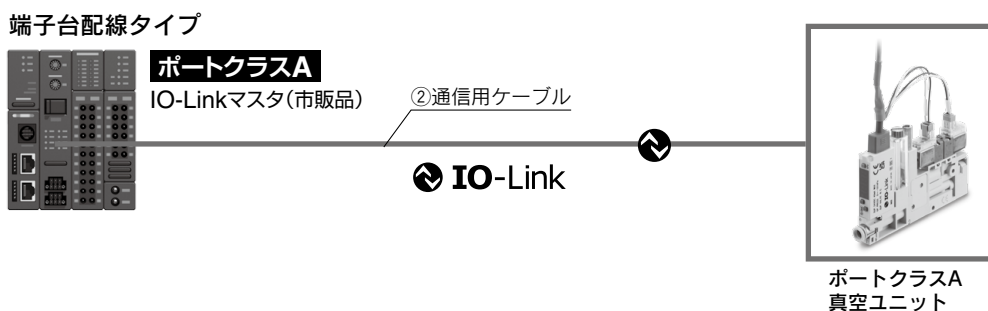 端子台配線タイプ
ポートクラスA
IO-Linkマスタ(市販品)
②通信用ケーブル
IO-Link
IO-Link
ポートクラスA
真空ユニット